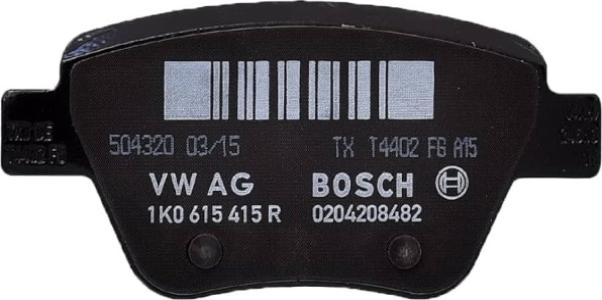 504320 03/15 TX T4402 FG A15
VW AG BOSCH
1K0 615 415 R 0204208482